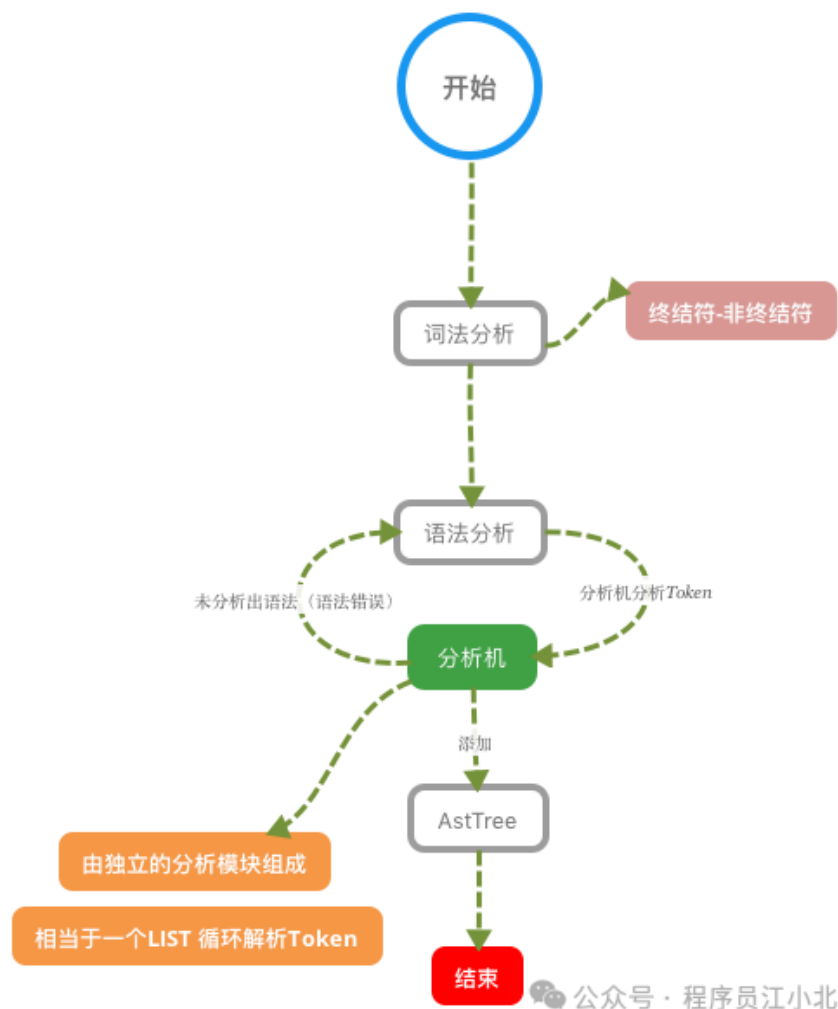 开始
终结符-非终结符
词法分析
语法分析
分析机分析Token
未分析出语法（语法错误）
分析机
添加
AstTree
由独立的分析模块组成
相当于一个LIST 循环解析Token
结束
公众号 · 程序员江小北